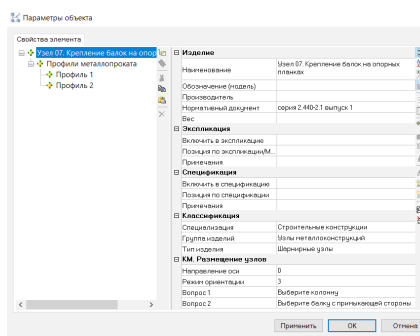 Параметры объекта
Свойства элемента
Узел 07. Крепление балок на опор
Профили металлопроката
Профиль 1
Профиль 2
Изделие
Наименование
Узел 07. Крепление балок на опорных
планках
Обозначение (модель)
Производитель
Нормативный документ
серия 2.440-2.1 выпуск 1
Вес
Экспликация
Включить в экспликацию
Позиция по экспликации/М...
Примечания
Спецификация
Включить в спецификацию
Позиция по спецификации
Примечания
Классификация
Специализация
Строительные конструкции
Группа изделий
Узлы металлоконструкций
Тип изделия
Шарнирные узлы
КМ. Размещение узлов
Направление оси
0
Режим ориентации
3
Вопрос 1
Выберите колонну
Вопрос 2
Выберите балку с примыкающей стороны
Применить
ОК
Отмена